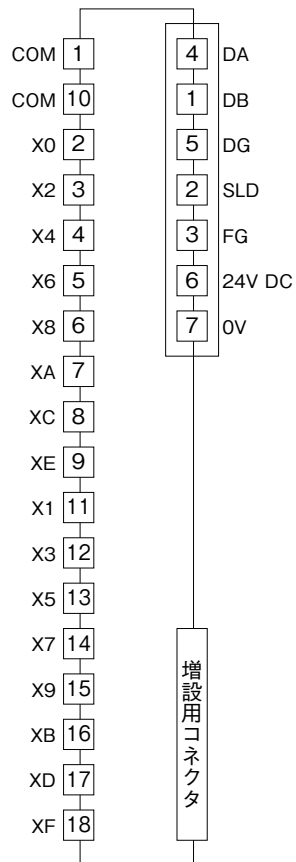 COM 1
COM 10
X0 2
X2 3
X4 4
X6 5
X8 6
XA 7
XC 8
XE 9
X1 11
X3 12
X5 13
X7 14
X9 15
XB 16
XD 17
XF 18
4 DA
1 DB
5 DG
2 SLD
3 FG
6 24V DC
7 0V
増設用コネクタ